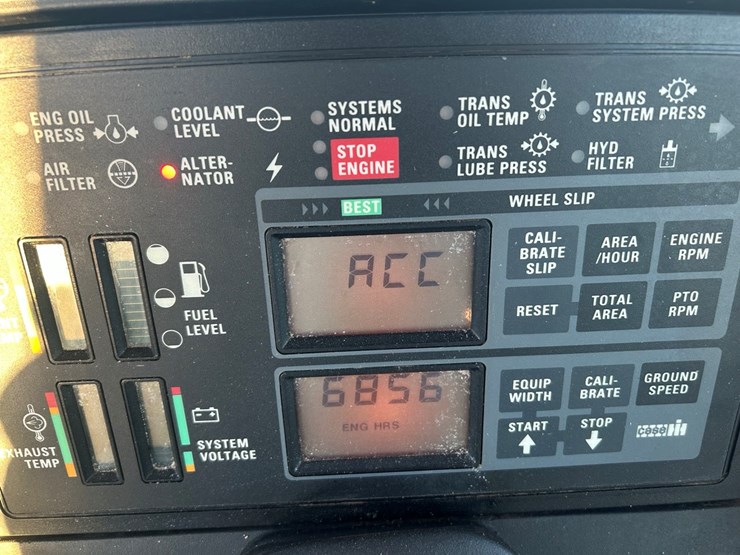 ENG OIL
PRESS
COOLANT
LEVEL
SYSTEMS
NORMAL
TRANS
OIL TEMP
TRANS
SYSTEM PRESS
AIR
FILTER
ALTER-
NATOR
STOP
ENGINE
TRANS
LUBE PRESS
HYD
FILTER
BEST
WHEEL SLIP
ACC
CALI-
BRATE
SLIP
AREA
/HOUR
ENGINE
RPM
RESET
TOTAL
AREA
PTO
RPM
FUEL
LEVEL
6856
ENG HRS
EQUIP
WIDTH
CALI-
BRATE
GROUND
SPEED
START
STOP
CASE IH
EXHAUST
TEMP
SYSTEM
VOLTAGE